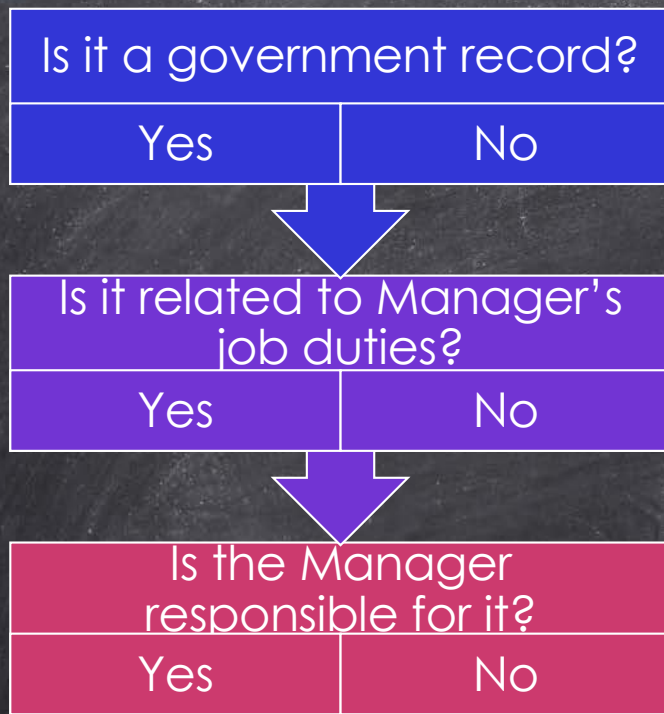 Is it a government record?
Yes No
Is it related to Manager’s
job duties?
Yes No
Is the Manager
responsible for it?
Yes No